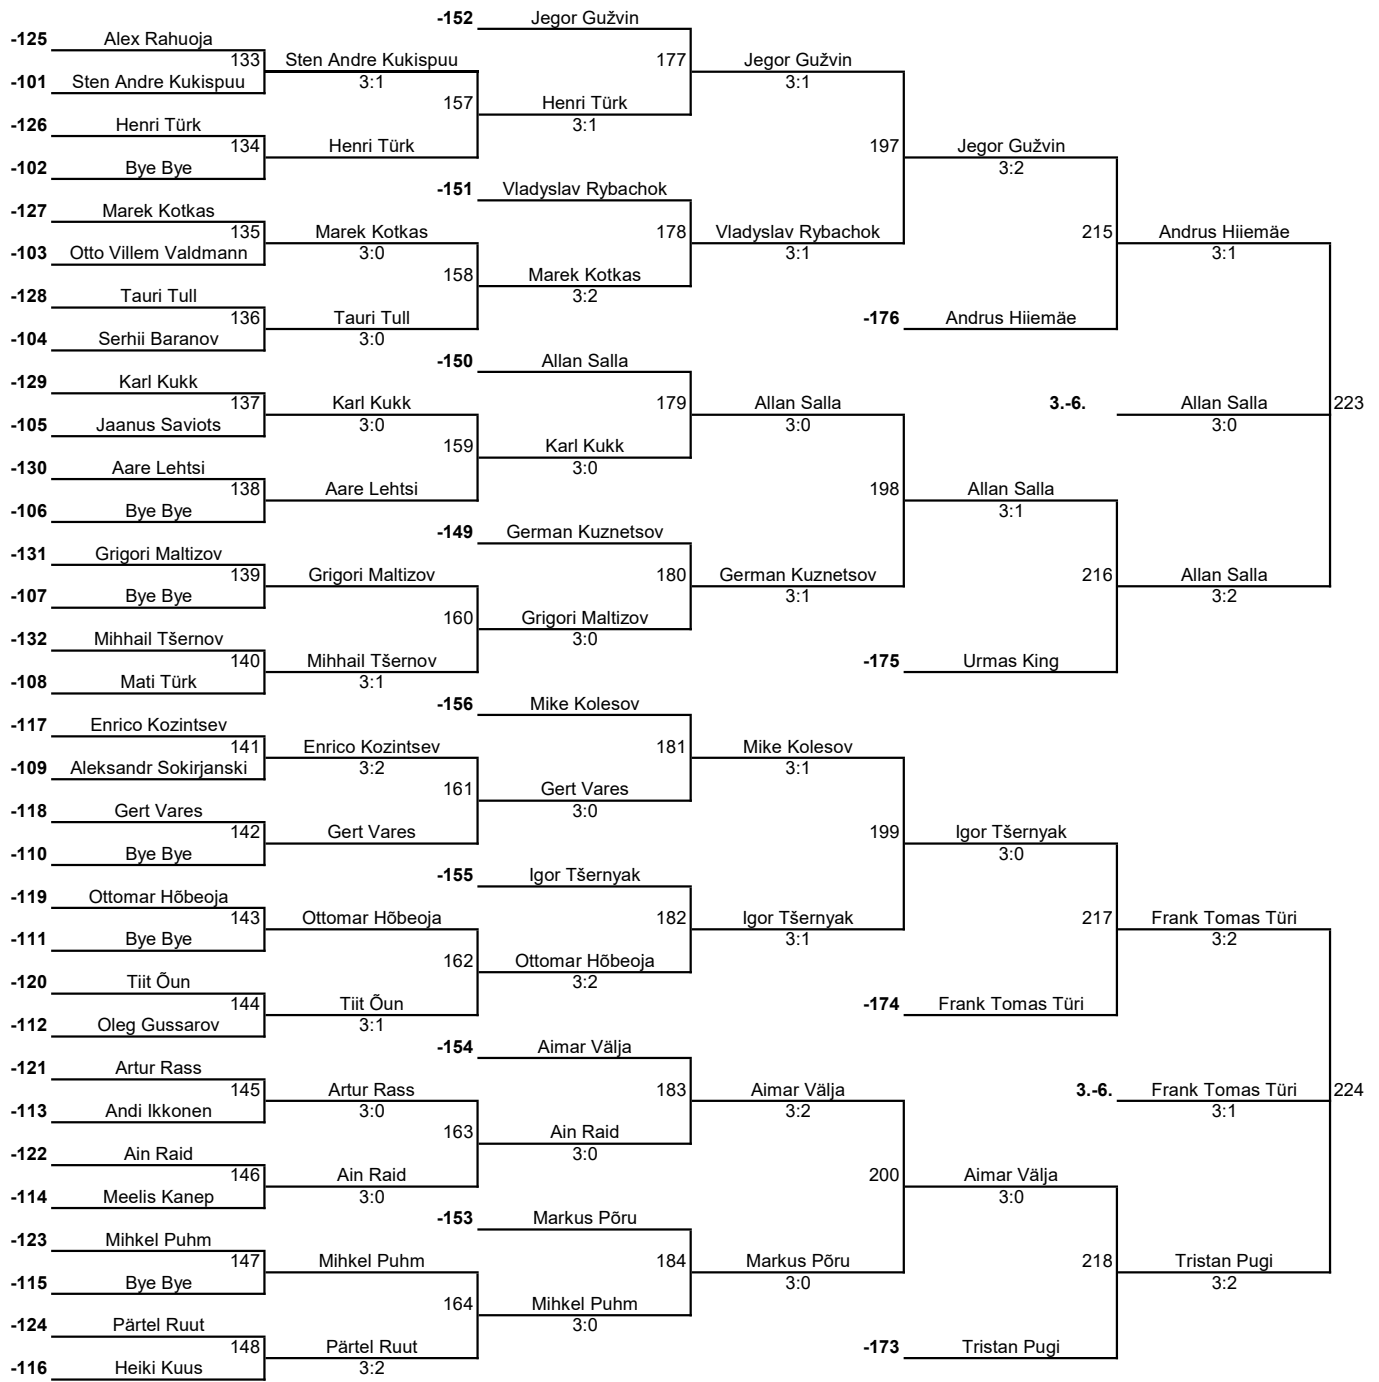 -152 Jegor Gužvin
-125 Alex Rahuoja
133 Sten Andre Kukispuu 177 Jegor Gužvin
-101 Sten Andre Kukispuu 3:1 3:1
157 Henri Türk
-126 Henri Türk 3:1
134 Henri Türk 197 Jegor Gužvin
-102 Bye Bye 3:2
-151 Vladyslav Rybachok
-127 Marek Kotkas
135 Marek Kotkas 178 Vladyslav Rybachok 215 Andrus Hiiemäe
-103 Otto Villem Valdmann 3:0 3:1 3:1
158 Marek Kotkas
-128 Tauri Tull 3:2
136 Tauri Tull -176 Andrus Hiiemäe
-104 Serhii Baranov 3:0
-150 Allan Salla
-129 Karl Kukk
137 Karl Kukk 179 Allan Salla 3.-6. Allan Salla 223
-105 Jaanus Saviots 3:0 3:0 3:0
159 Karl Kukk
-130 Aare Lehtsi 3:0
138 Aare Lehtsi 198 Allan Salla
-106 Bye Bye 3:1
-149 German Kuznetsov
-131 Grigori Maltizov
139 Grigori Maltizov 180 German Kuznetsov 216 Allan Salla
-107 Bye Bye 3:1 3:2
160 Grigori Maltizov
-132 Mihhail Tšernov 3:0
140 Mihhail Tšernov -175 Urmas King
-108 Mati Türk 3:1
-156 Mike Kolesov
-117 Enrico Kozintsev
141 Enrico Kozintsev 181 Mike Kolesov
-109 Aleksandr Sokirjanski 3:2 3:1
161 Gert Vares
-118 Gert Vares 3:0
142 Gert Vares 199 Igor Tšernyak
-110 Bye Bye 3:0
-155 Igor Tšernyak
-119 Ottomar Hõbeoja
143 Ottomar Hõbeoja 182 Igor Tšernyak 217 Frank Tomas Türi
-111 Bye Bye 3:1 3:2
162 Ottomar Hõbeoja
-120 Tiit Õun 3:2
144 Tiit Õun -174 Frank Tomas Türi
-112 Oleg Gussarov 3:1
-154 Aimar Välja
-121 Artur Rass
145 Artur Rass 183 Aimar Välja 3.-6. Frank Tomas Türi 224
-113 Andi Ikkonen 3:0 3:2 3:1
163 Ain Raid
-122 Ain Raid 3:0
146 Ain Raid 200 Aimar Välja
-114 Meelis Kanep 3:0 3:0
-153 Markus Põru
-123 Mihkel Puhm
147 Mihkel Puhm 184 Markus Põru 218 Tristan Pugi
-115 Bye Bye 3:0 3:2
164 Mihkel Puhm
-124 Pärtel Ruut 3:0
148 Pärtel Ruut -173 Tristan Pugi
-116 Heiki Kuus 3:2